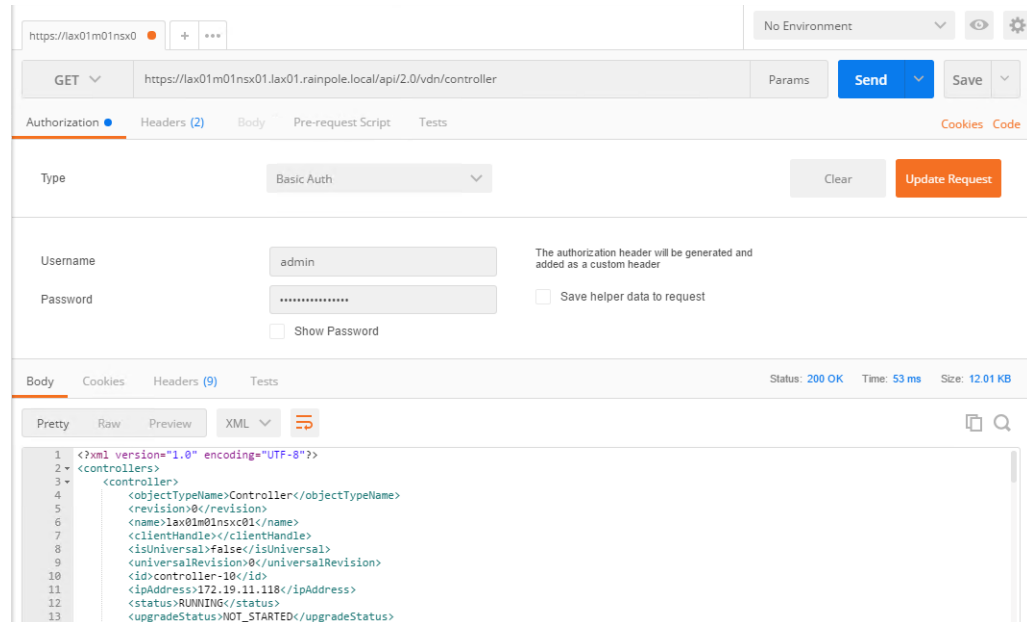 https://lax01m01nsx0
No Environment
GET
https://lax01m01nsx01.lax01.rainpole.local/api/2.0/vdn/controller
Params
Send
Save
Authorization
Headers (2)
Body
Pre-request Script
Tests
Cookies
Code
Type
Basic Auth
Clear
Update Request
Username
admin
The authorization header will be generated and
added as a custom header
Password
••••••••••••••••
Save helper data to request
Show Password
Body
Cookies
Headers (9)
Tests
Status: 200 OK
Time: 53 ms
Size: 12.01 KB
Pretty
Raw
Preview
XML
1 <?xml version="1.0" encoding="UTF-8"?>
2 <controllers>
3 <controller>
4 <objectTypeName>Controller</objectTypeName>
5 <revision>0</revision>
6 <name>lax01m01nsxc01</name>
7 <clientHandle></clientHandle>
8 <isUniversal>false</isUniversal>
9 <universalRevision>0</universalRevision>
10 <id>controller-10</id>
11 <ipAddress>172.19.11.118</ipAddress>
12 <status>RUNNING</status>
13 <upgradeStatus>NOT_STARTED</upgradeStatus>